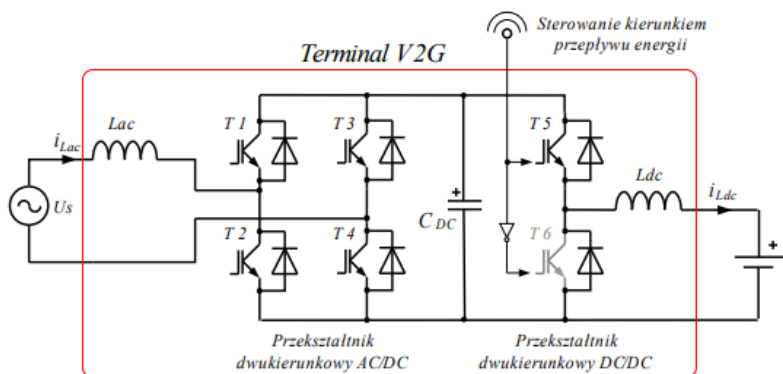 Sterowanie kierunkiem
przepływu energii
Terminal V2G
iLac
Lac
T 1
T 3
T 5
Ldc
iLdc
Us
+
C DC
+
T 2
T 4
T 6
Przekształtnik
dwukierunkowy AC/DC
Przekształtnik
dwukierunkowy DC/DC